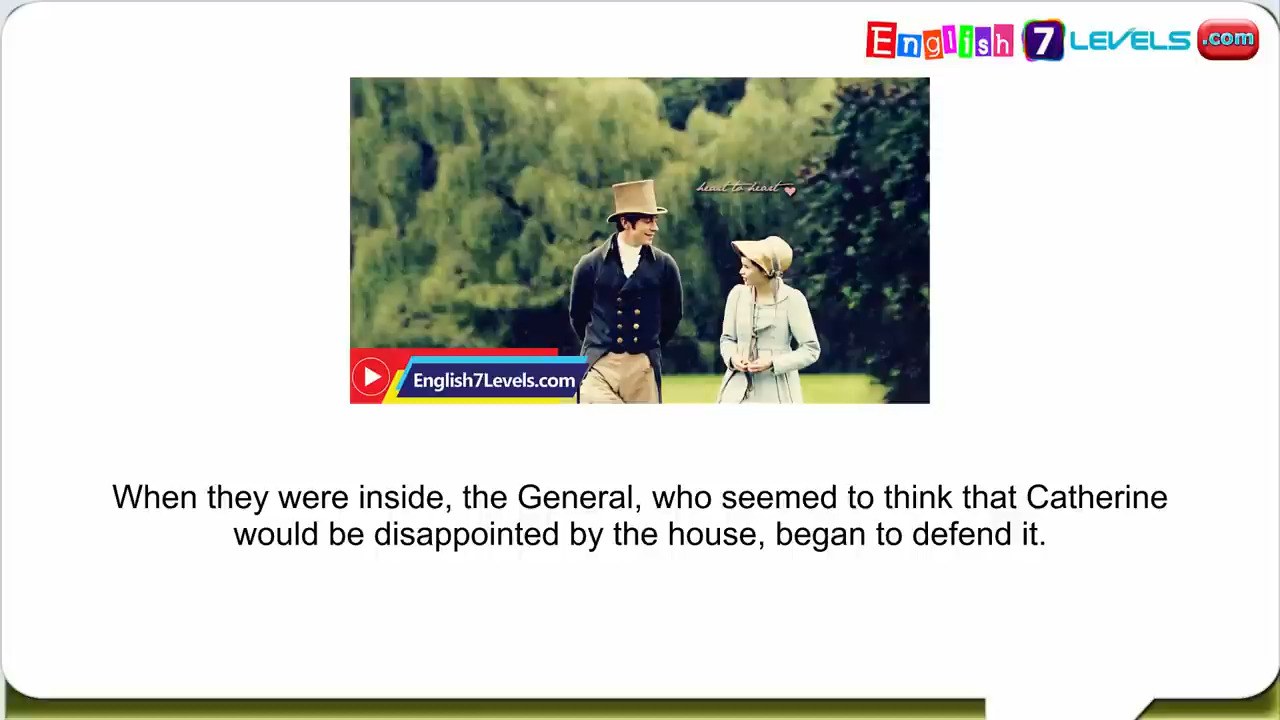 English 7 LEVELS .com
heart to heart
English7Levels.com
When they were inside, the General, who seemed to think that Catherine
would be disappointed by the house, began to defend it.